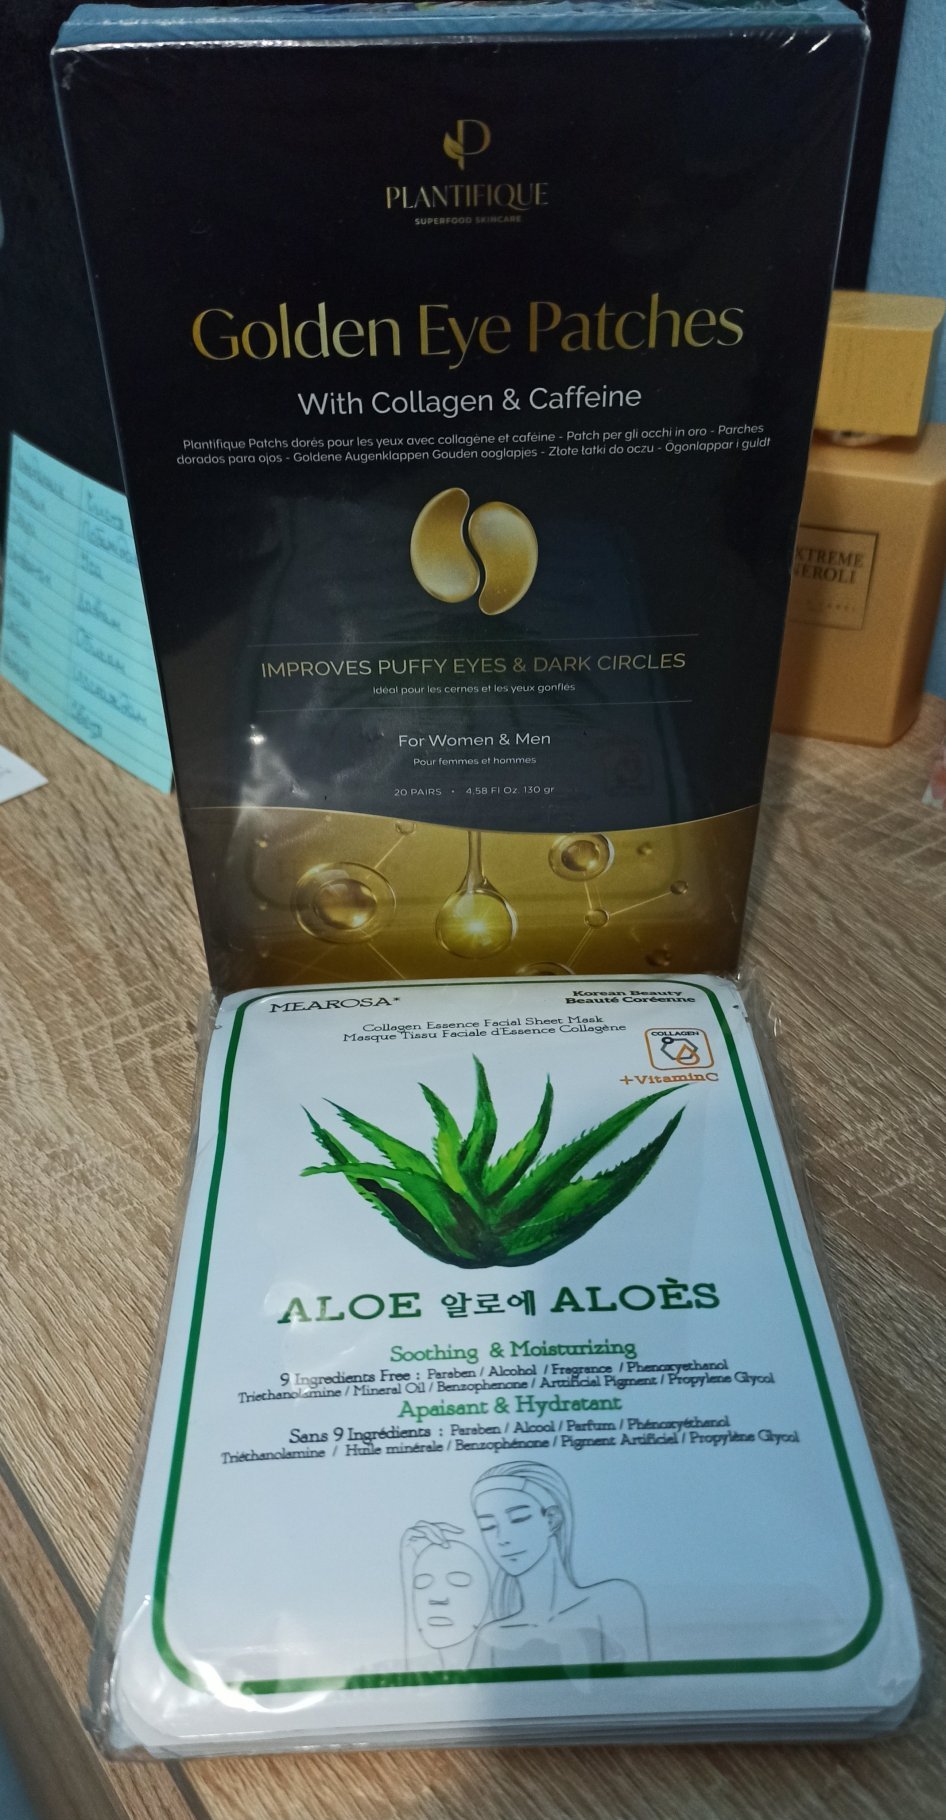 PLANTIFIQUE
SUPERFOOD SKINCARE
Golden Eye Patches
With Collagen & Caffeine
Plantifique Patchs dorés pour les yeux avec collagène et caféine - Patch per gli occhi in oro - Parches
dorados para ojos - Goldene Augenklappen Gouden ooglapjes - Złote łatki do oczu - Ögonlappar i guldt
IMPROVES PUFFY EYES & DARK CIRCLES
Idéal pour les cernes et les yeux gonflés
For Women & Men
Pour femmes et hommes
20 PAIRS • 4,58 Fl Oz. 130 gr
XTREME
NEROLI
MEAROSA*
Korean Beauty
Beauté Coréenne
Collagen Essence Facial Sheet Mask
Masque Tissu Faciale d'Essence Collagène
COLLAGEN
+VitaminC
ALOE 알로에 ALOÈS
Soothing & Moisturizing
9 Ingredients Free : Paraben / Alcohol / Fragrance / Phenoxyethanol
Triethanolamine / Mineral Oil / Benzophenone / Artificial Pigment / Propylene Glycol
Apaisant & Hydratant
Sans 9 Ingrédients : Paraben / Alcool / Parfum / Phénoxyéthanol
Triéthanolamine / Huile minérale / Benzophénone / Pigment Artificiel / Propylène Glycol